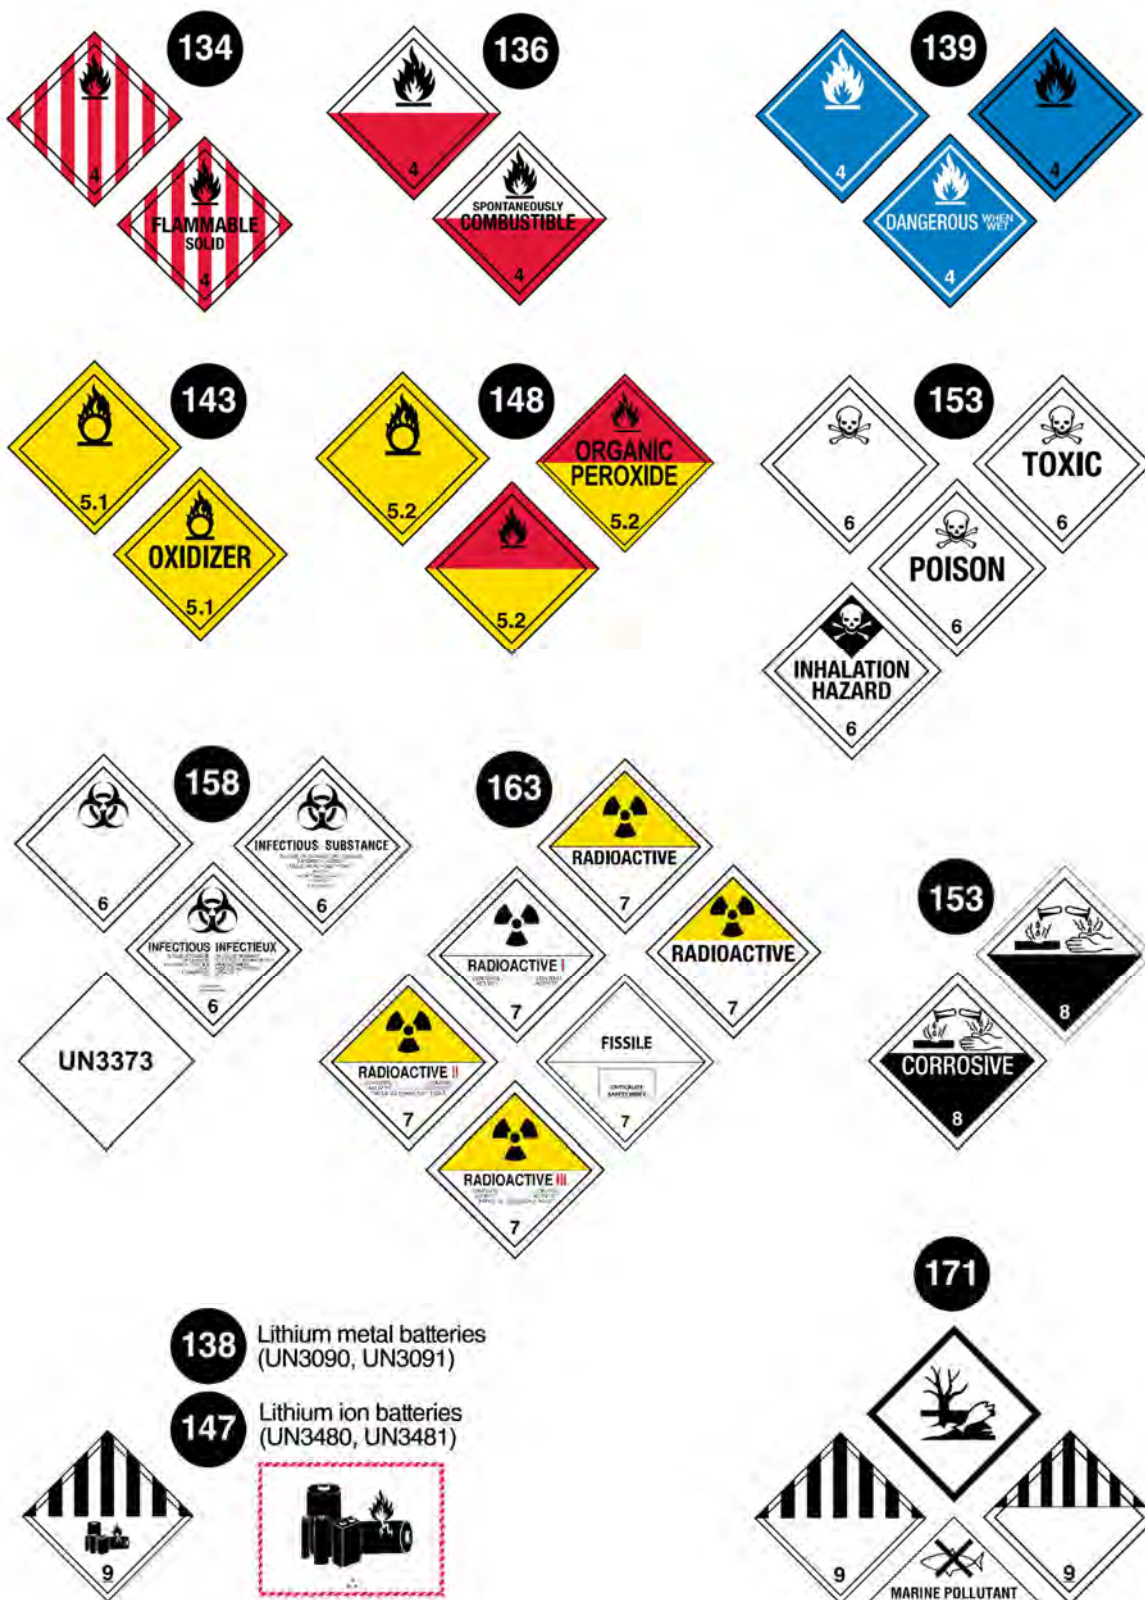 134
4
FLAMMABLE
SOLID
4
136
4
SPONTANEOUSLY
COMBUSTIBLE
4
139
4
DANGEROUS WHEN
WET
4
143
5.1
OXIDIZER
5.1
148
5.2
ORGANIC
PEROXIDE
5.2
5.2
153
6
TOXIC
6
POISON
6
INHALATION
HAZARD
6
158
6
INFECTIOUS SUBSTANCE
6
INFECTIOUS INFECTIEUX
6
UN3373
163
RADIOACTIVE
7
RADIOACTIVE
7
RADIOACTIVE I
7
RADIOACTIVE II
7
FISSILE
7
RADIOACTIVE III
7
153
8
CORROSIVE
8
138
Lithium metal batteries
(UN3090, UN3091)
147
Lithium ion batteries
(UN3480, UN3481)
9
171
9
9
MARINE POLLUTANT